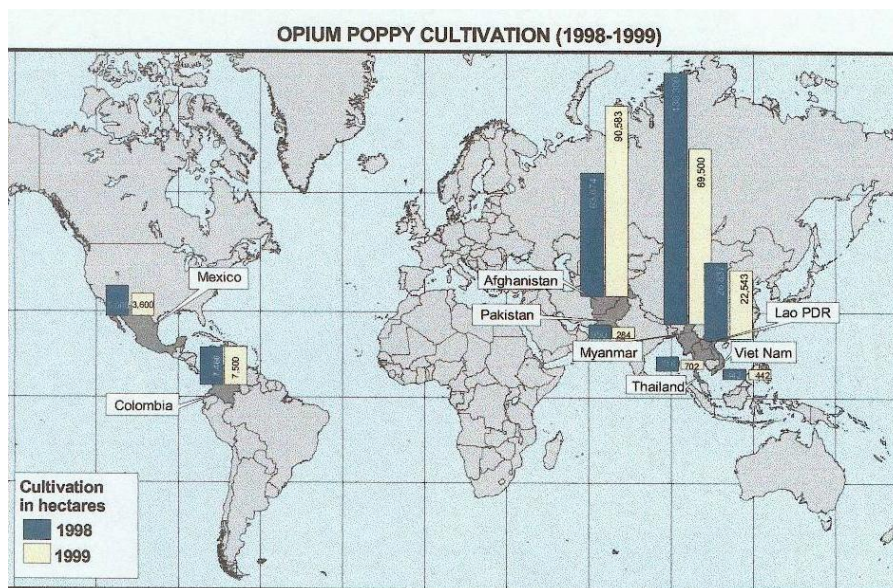 OPIUM POPPY CULTIVATION (1998-1999)
90,583
69,500
22,543
Mexico
Afghanistan
3,600
Lao PDR
Pakistan
284
Myanmar
Viet Nam
7,500
702
442
Thailand
Colombia
Cultivation
in hectares
1998
1999